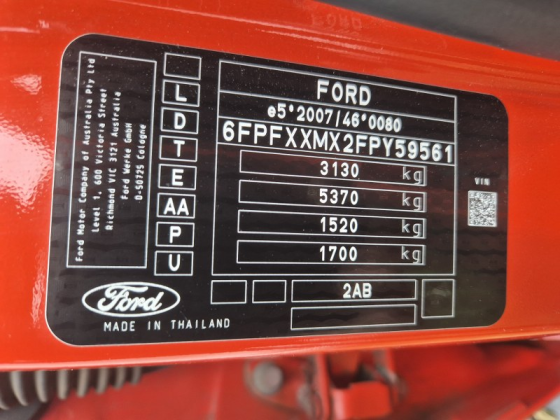 Ford Motor Company of Australia Pty Ltd
Level 1, 600 Victoria Street
Richmond VIC 3121 Australia
Ford Werke GmbH
D-50725 Cologne
L
D
T
E
AA
P
U
FORD
e5*2007/46*0080
6FPFXXMX2FPY59561
3130 kg
5370 kg
1520 kg
1700 kg
2AB
VIN
Ford
MADE IN THAILAND